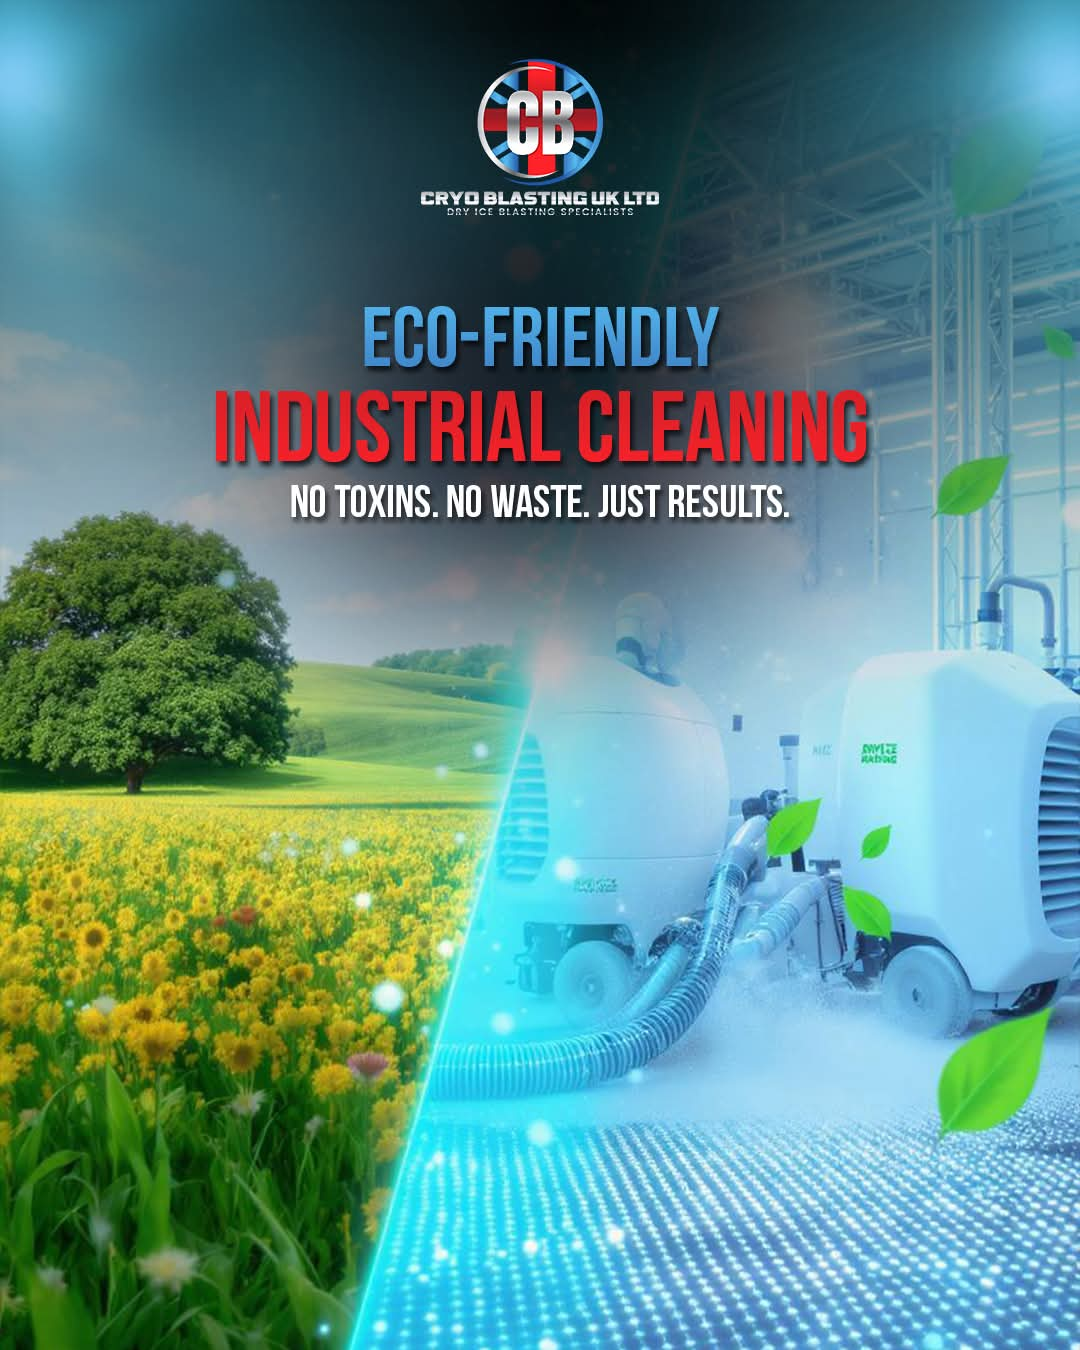 CB
CRYO BLASTING UK LTD
DRY ICE BLASTING SPECIALISTS
ECO-FRIENDLY
INDUSTRIAL CLEANING
NO TOXINS. NO WASTE. JUST RESULTS.